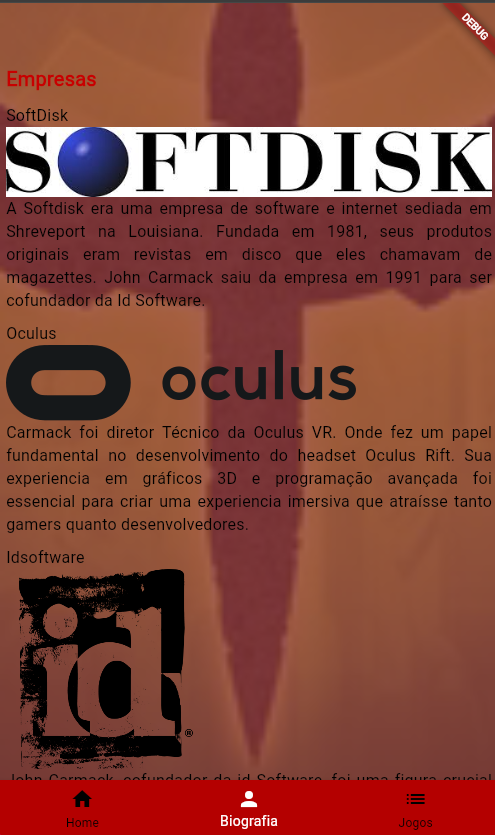 DEBUG
Empresas
SoftDisk
SOFTDISK
A Softdisk era uma empresa de software e internet sediada em
Shreveport na Louisiana. Fundada em 1981, seus produtos
originais eram revistas em disco que eles chamavam de
magazettes. John Carmack saiu da empresa em 1991 para ser
cofundador da Id Software.
Oculus
oculus
Carmack foi diretor Técnico da Oculus VR. Onde fez um papel
fundamental no desenvolvimento do headset Oculus Rift. Sua
experiencia em gráficos 3D e programação avançada foi
essencial para criar uma experiencia imersiva que atraísse tanto
gamers quanto desenvolvedores.
Idsoftware
id®
John Carmack, cofundador da id Software, foi uma figura crucial
Home
Biografia
Jogos